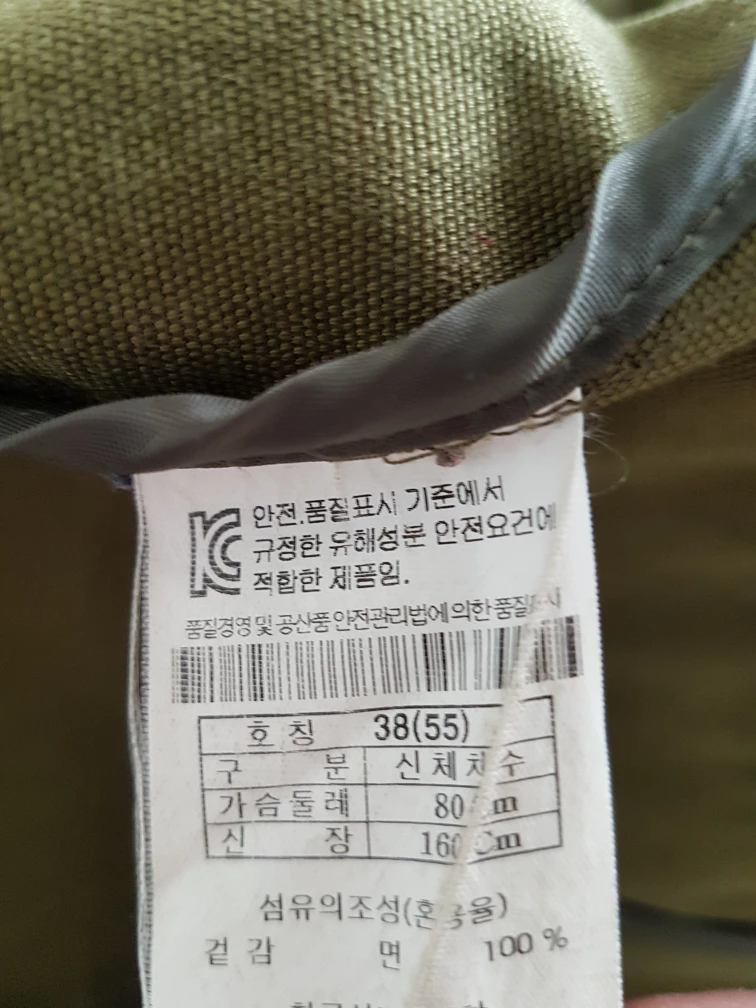 KC 안전.품질표시 기준에서
규정한 유해성분 안전요건에
적합한 제품임.
품질경영 및 공산품안전관리법에 의한 품질표시
호 칭 38(55)
구 분 신체치수
가슴둘레 80 m
신 장 160 Cm
섬유의조성(혼용율)
겉 감 면 100 %